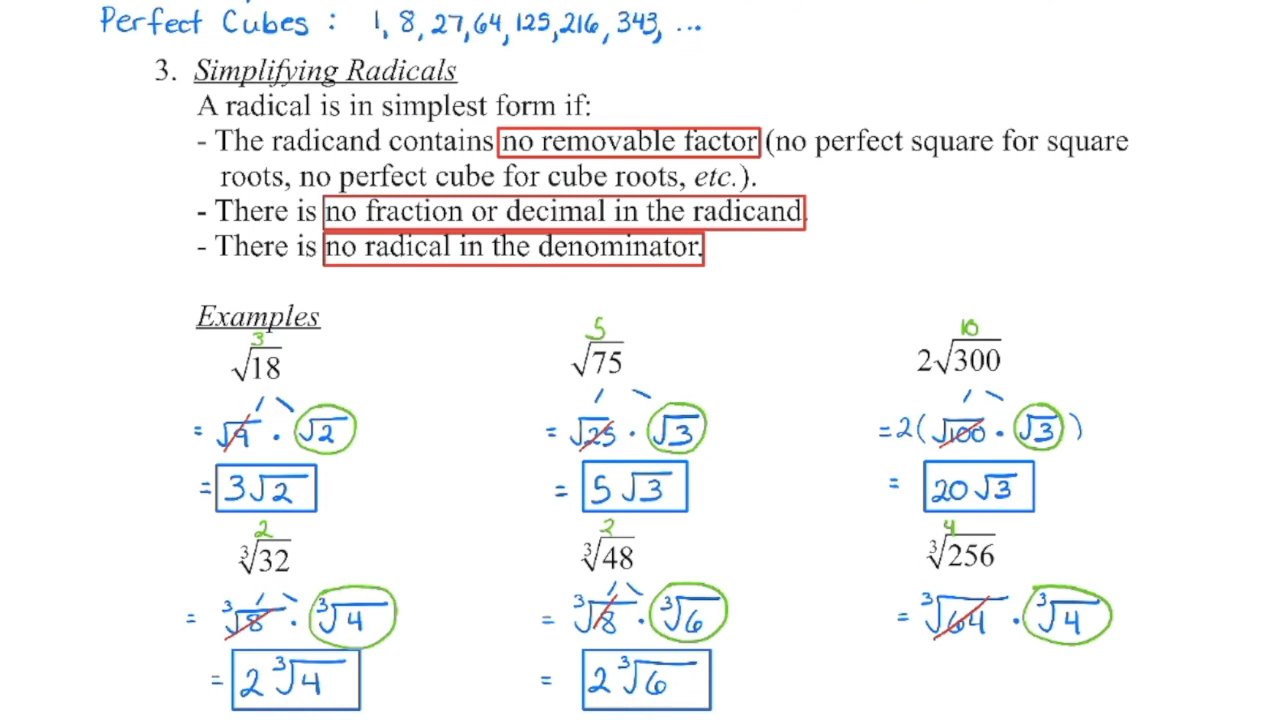 Perfect Cubes : 1, 8, 27, 64, 125, 216, 343, ...
3. Simplifying Radicals
A radical is in simplest form if:
- The radicand contains no removable factor (no perfect square for square
roots, no perfect cube for cube roots, etc.).
- There is no fraction or decimal in the radicand.
- There is no radical in the denominator.
Examples
3 5 10
√18 √75 2√300
= √9 · √2 = √25 · √3 = 2(√100 · √3)
= 3√2 = 5√3 = 20√3
2 2 4
∛32 ∛48 ∛256
= ∛8 · ∛4 = ∛8 · ∛6 = ∛64 · ∛4
= 2∛4 = 2∛6